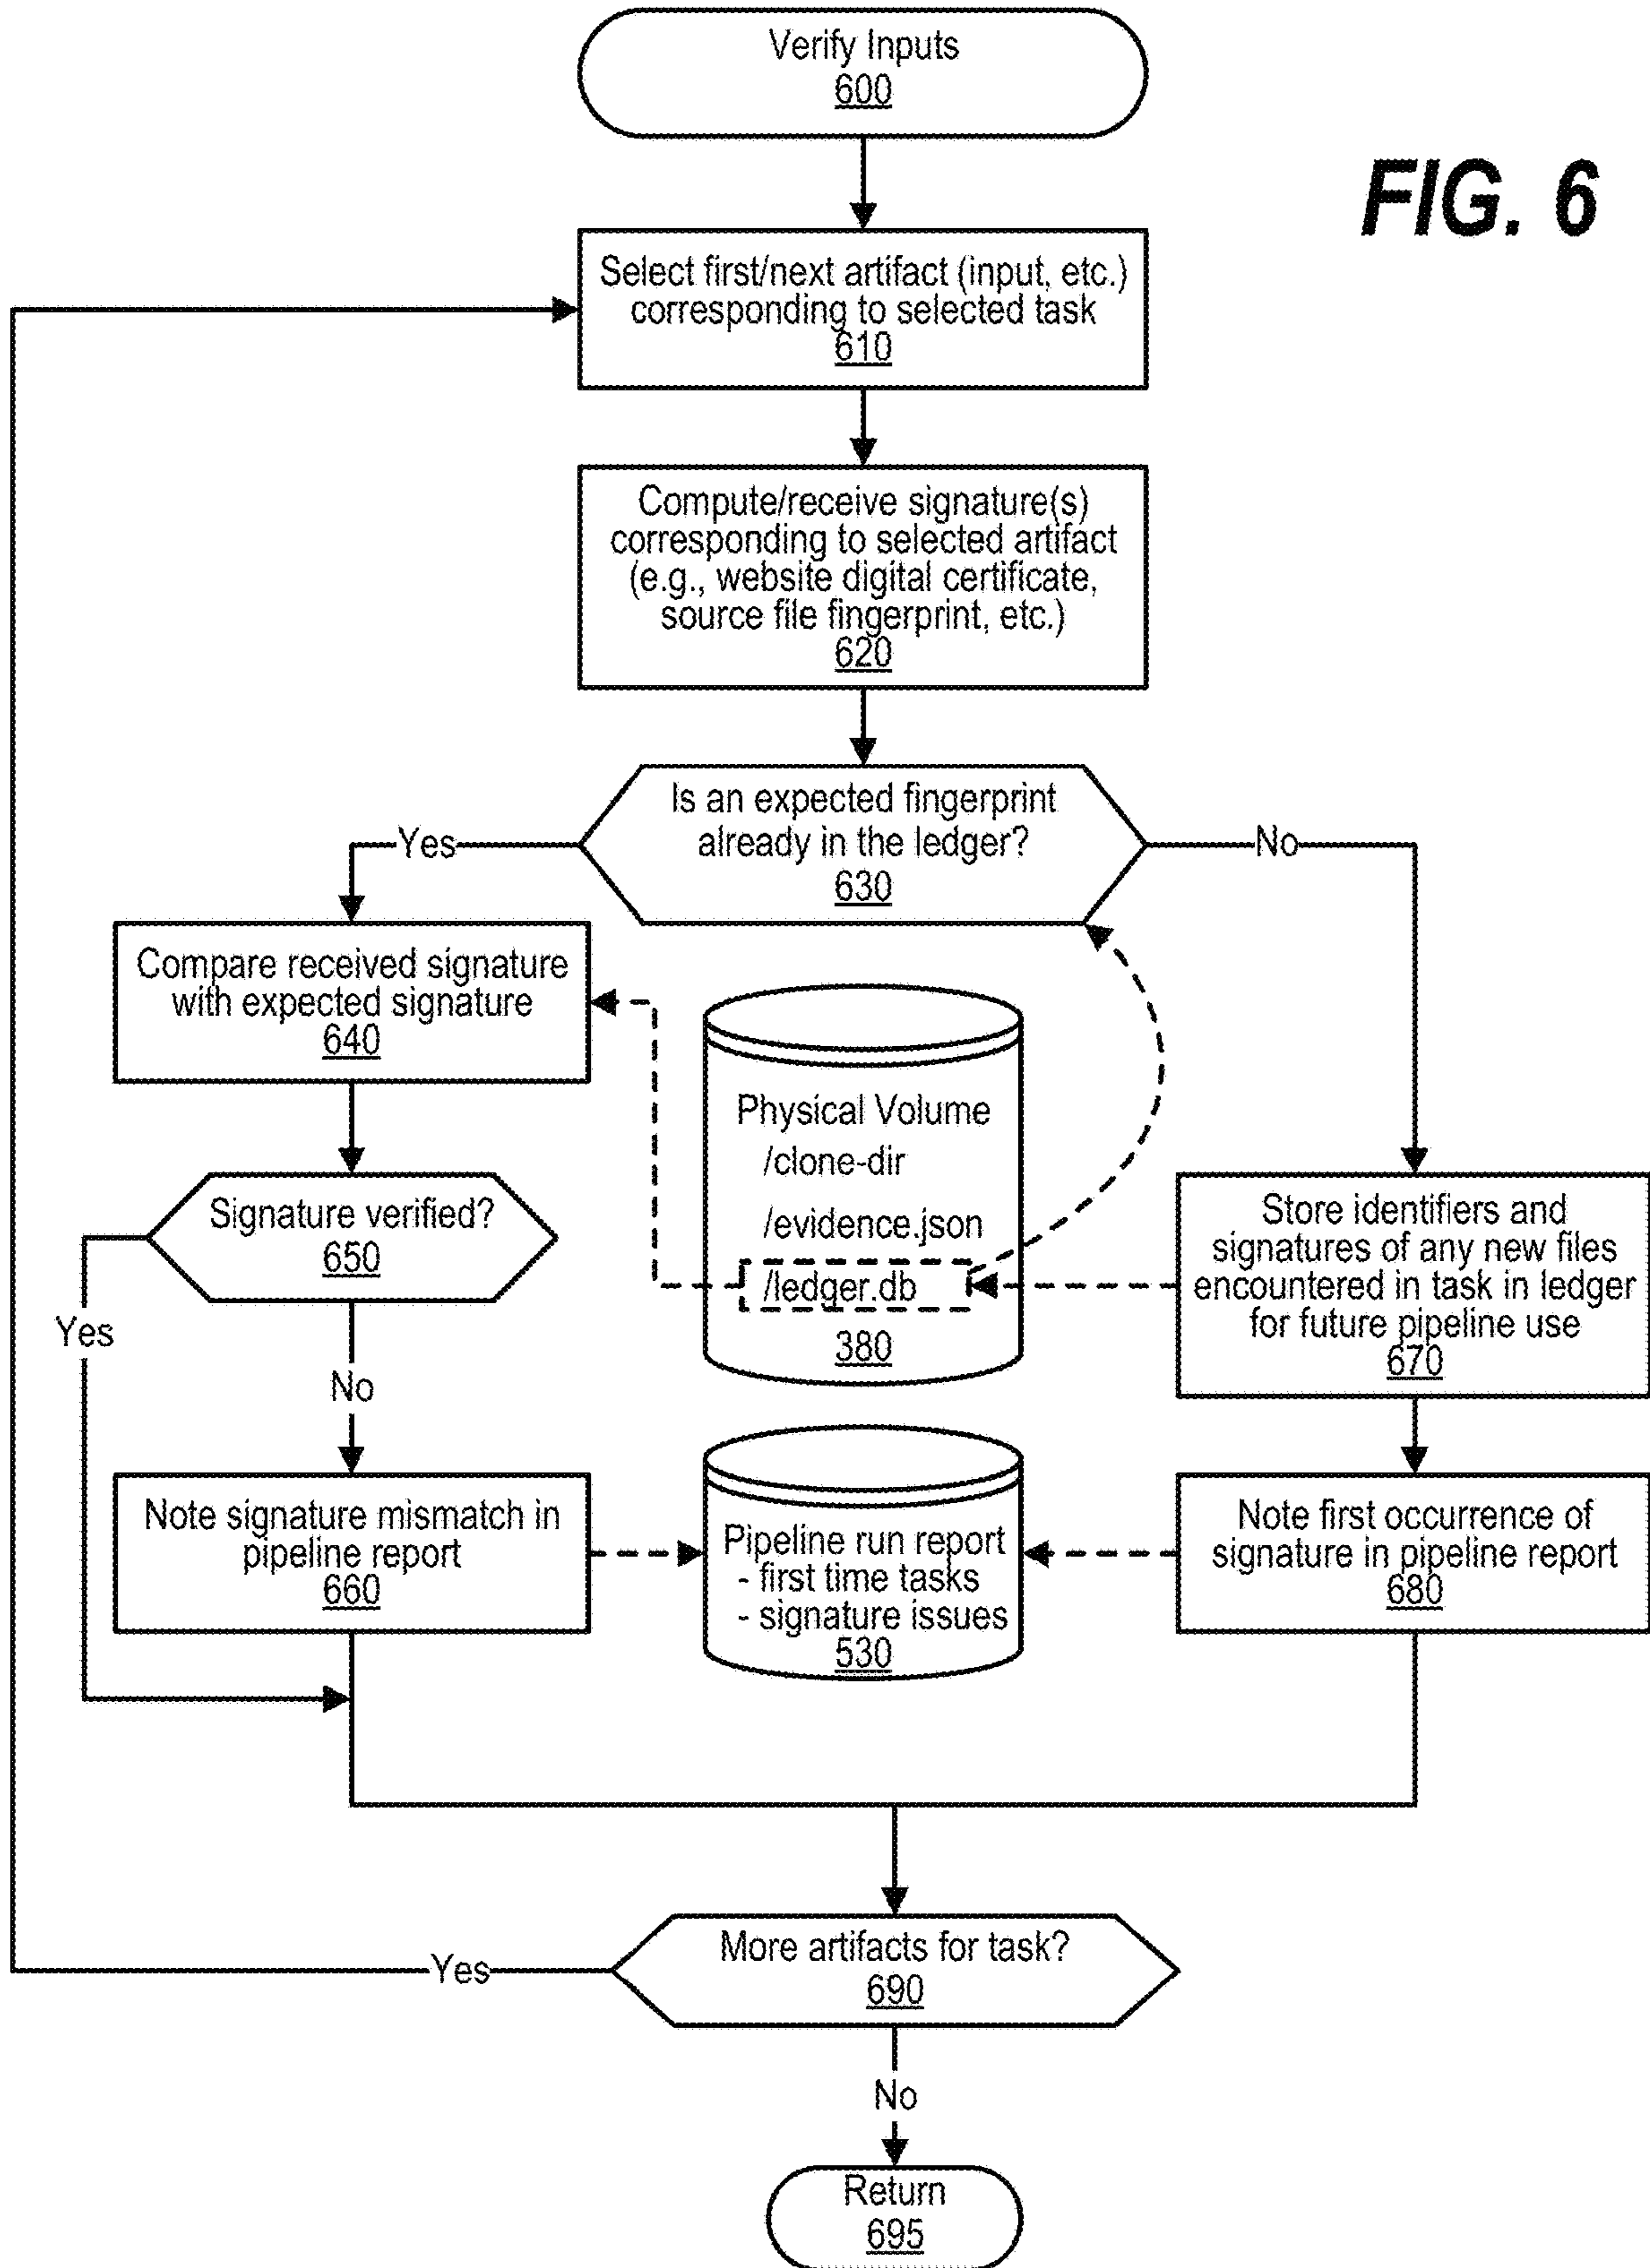 Verify Inputs
600
FIG. 6
Select first/next artifact (input, etc.)
corresponding to selected task
610
Compute/receive signature(s)
corresponding to selected artifact
(e.g., website digital certificate,
source file fingerprint, etc.)
620
Is an expected fingerprint
already in the ledger?
630
Yes
No
Compare received signature
with expected signature
640
Physical Volume
/clone-dir
/evidence.json
/ledger.db
380
Signature verified?
650
Yes
No
Store identifiers and
signatures of any new files
encountered in task in ledger
for future pipeline use
670
Note signature mismatch in
pipeline report
660
Pipeline run report
- first time tasks
- signature issues
530
Note first occurrence of
signature in pipeline report
680
More artifacts for task?
690
Yes
No
Return
695